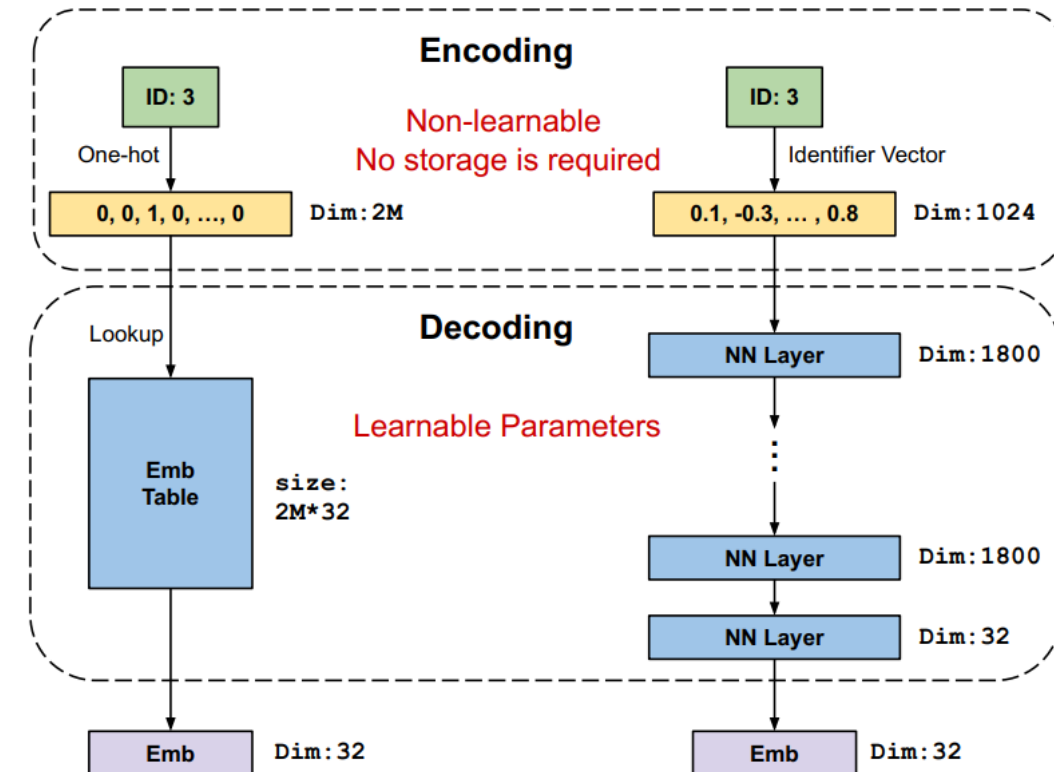 Encoding
ID: 3
ID: 3
Non-learnable
No storage is required
One-hot
Identifier Vector
0, 0, 1, 0, ..., 0
Dim:2M
0.1, -0.3, ... , 0.8
Dim:1024
Decoding
Lookup
NN Layer
Dim:1800
Learnable Parameters
Emb
Table
size:
2M*32
NN Layer
Dim:1800
NN Layer
Dim:32
Emb
Dim:32
Emb
Dim:32